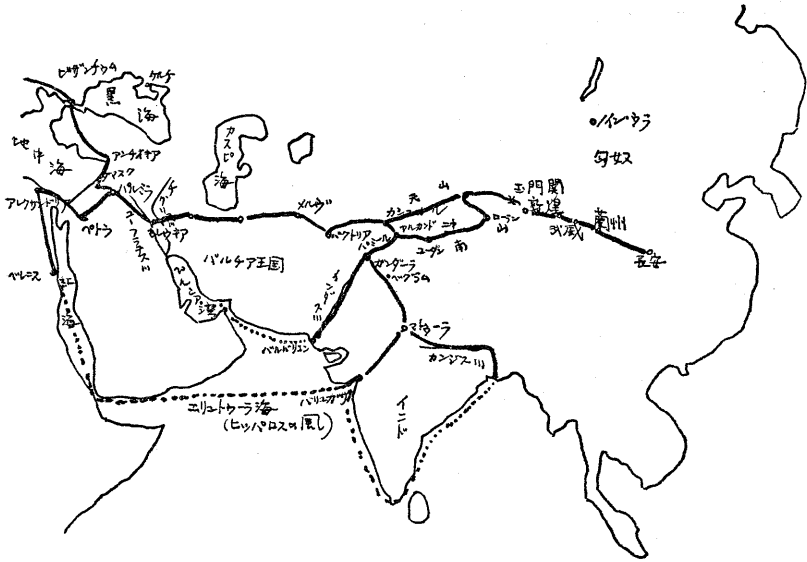 ビザンチウム
ケルチ
黒
海
地中
海
アンチオキア
ダマスク
パルミラ
アレクサンドリ
ペトラ
ユーフラテス川
チグリ
セレウキア
カスピ
海
メルヴ
バクトリア
パミール
カシュガル
天
山
ヤルカンド
ニヤ
ユーダン
南
山
ローラン
玉門関
敦煌
武威
蘭州
長安
ノインウラ
匈奴
パルチア王国
ベレニス
紅
海
ペルシア
湾
インダス川
ガンダーラ
ベグラム
バルバリコン
マトゥーラ
ガンジス川
エリュトゥーラ海
(ヒッパロスの風)
バリュガザ
インド